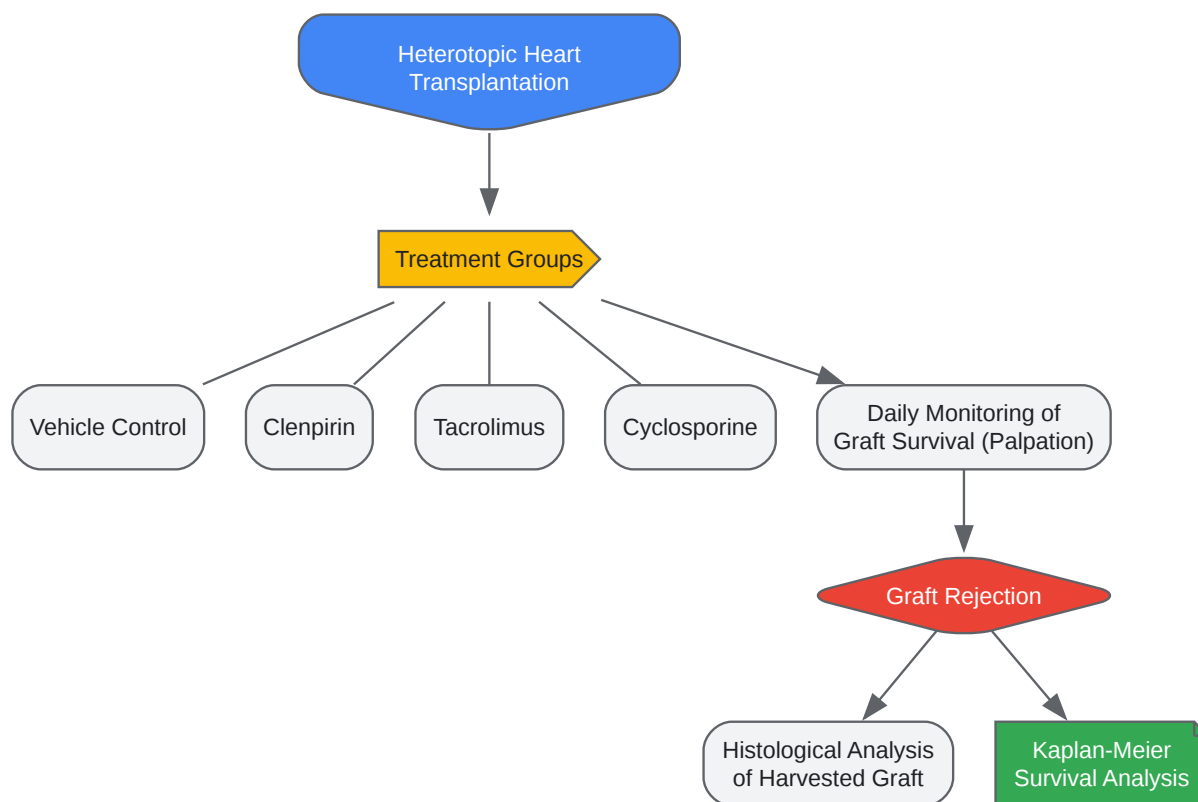 Heterotopic Heart
Transplantation
Treatment Groups
Vehicle Control
Clenpirin
Tacrolimus
Cyclosporine
Daily Monitoring of
Graft Survival (Palpation)
Graft Rejection
Histological Analysis
of Harvested Graft
Kaplan-Meier
Survival Analysis